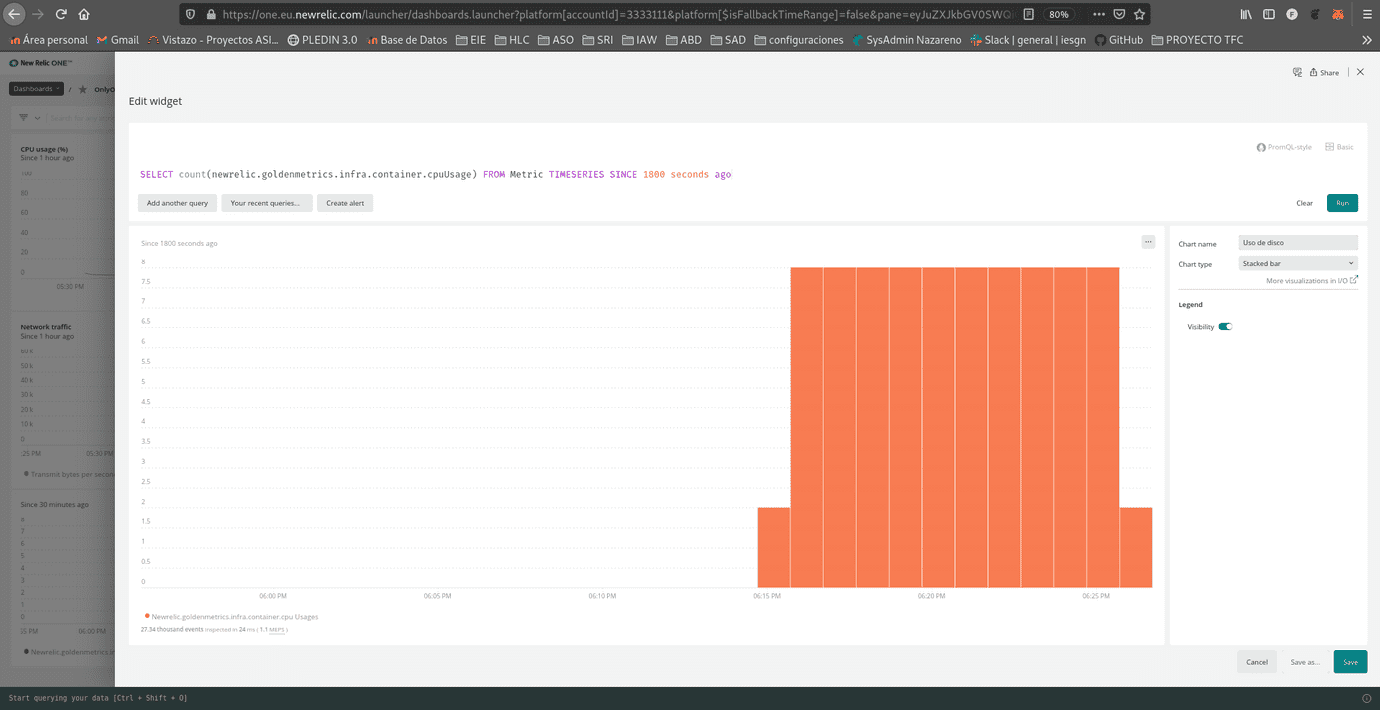 https://one.eu.newrelic.com/launcher/dashboards.launcher?platform[accountId]=3333111&platform[$isFallbackTimeRange]=false&pane=eyJuZXJkbGV0SWQ
80%
Área personal
Gmail
Vistazo - Proyectos ASI...
PLEDIN 3.0
Base de Datos
EIE
HLC
ASO
SRI
IAW
ABD
SAD
configuraciones
SysAdmin Nazareno
Slack | general | iesgn
GitHub
PROYECTO TFC
New Relic ONE™
Dashboards
/
OnlyO
Share
Edit widget
CPU usage (%)
Since 1 hour ago
100
80
60
40
20
0
05:30 PM
Network traffic
Since 1 hour ago
60 K
50 k
40 k
30 k
20 k
10 k
0
:25 PM
05:30 PM
Transmit bytes per secon
Since 30 minutes ago
8
7
6
5
4
3
2
1
0
05 PM
06:00 PM
Newrelic.goldenmetrics.in
PromQL-style
Basic
SELECT count(newrelic.goldenmetrics.infra.container.cpuUsage) FROM Metric TIMESERIES SINCE 1800 seconds ago
Add another query
Your recent queries...
Create alert
Clear
Run
Since 1800 seconds ago
...
8
7.5
7
6.5
6
5.5
5
4.5
4
3.5
3
2.5
2
1.5
1
0.5
0
06:00 PM
06:05 PM
06:10 PM
06:15 PM
06:20 PM
06:25 PM
Newrelic.goldenmetrics.infra.container.cpu Usages
27.34 thousand events inspected in 24 ms ( 1.1 MEPS )
Chart name
Uso de disco
Chart type
Stacked bar
More visualizations in I/O
Legend
Visibility
Cancel
Save as...
Save
Start querying your data [Ctrl + Shift + O]